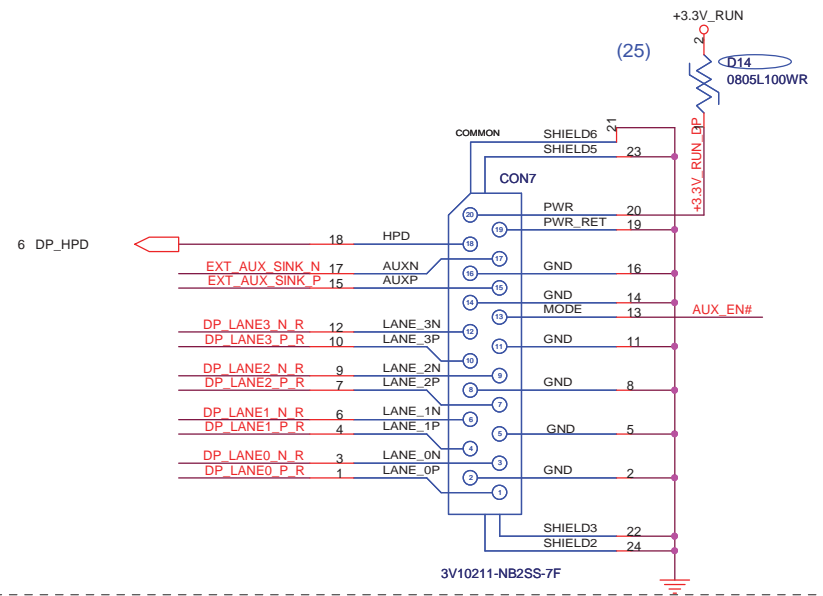 +3.3V_RUN
2
(25)
D14
0805L100WR
+3.3V_RUN_DP
1
21
COMMON
SHIELD6
SHIELD5 23
CON7
20 PWR 20
19 PWR_RET 19
6 DP_HPD 18 HPD 18
17
EXT_AUX_SINK_N 17 AUXN 16 GND 16
EXT_AUX_SINK_P 15 AUXP 15
14 GND 14
13 MODE 13 AUX_EN#
DP_LANE3_N_R 12 LANE_3N 12
DP_LANE3_P_R 10 LANE_3P 11 GND 11
10
DP_LANE2_N_R 9 LANE_2N 9
DP_LANE2_P_R 7 LANE_2P 8 GND 8
7
DP_LANE1_N_R 6 LANE_1N 6
DP_LANE1_P_R 4 LANE_1P 5 GND 5
4
DP_LANE0_N_R 3 LANE_0N 3
DP_LANE0_P_R 1 LANE_0P 2 GND 2
1
SHIELD3 22
SHIELD2 24
3V10211-NB2SS-7F